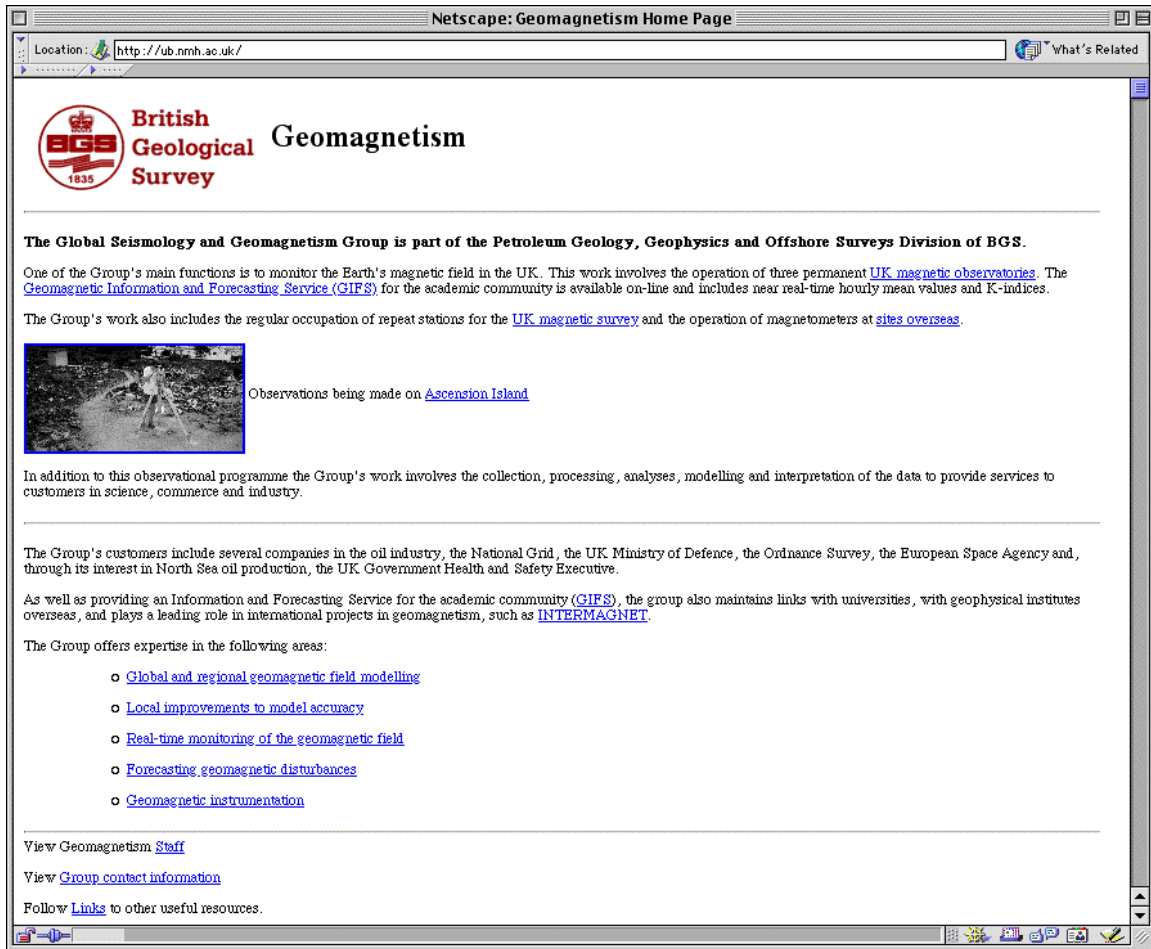 Netscape: Geomagnetism Home Page
Location: http://ub.nmh.ac.uk/ What's Related
British
Geological
Survey
BGS
1835
Geomagnetism
The Global Seismology and Geomagnetism Group is part of the Petroleum Geology, Geophysics and Offshore Surveys Division of BGS.
One of the Group's main functions is to monitor the Earth's magnetic field in the UK. This work involves the operation of three permanent UK magnetic observatories. The
Geomagnetic Information and Forecasting Service (GIFS) for the academic community is available on-line and includes near real-time hourly mean values and K-indices.
The Group's work also includes the regular occupation of repeat stations for the UK magnetic survey and the operation of magnetometers at sites overseas.
Observations being made on Ascension Island
In addition to this observational programme the Group's work involves the collection, processing, analyses, modelling and interpretation of the data to provide services to
customers in science, commerce and industry.
The Group's customers include several companies in the oil industry, the National Grid, the UK Ministry of Defence, the Ordnance Survey, the European Space Agency and,
through its interest in North Sea oil production, the UK Government Health and Safety Executive.
As well as providing an Information and Forecasting Service for the academic community (GIFS), the group also maintains links with universities, with geophysical institutes
overseas, and plays a leading role in international projects in geomagnetism, such as INTERMAGNET.
The Group offers expertise in the following areas:
Global and regional geomagnetic field modelling
Local improvements to model accuracy
Real-time monitoring of the geomagnetic field
Forecasting geomagnetic disturbances
Geomagnetic instrumentation
View Geomagnetism Staff
View Group contact information
Follow Links to other useful resources.